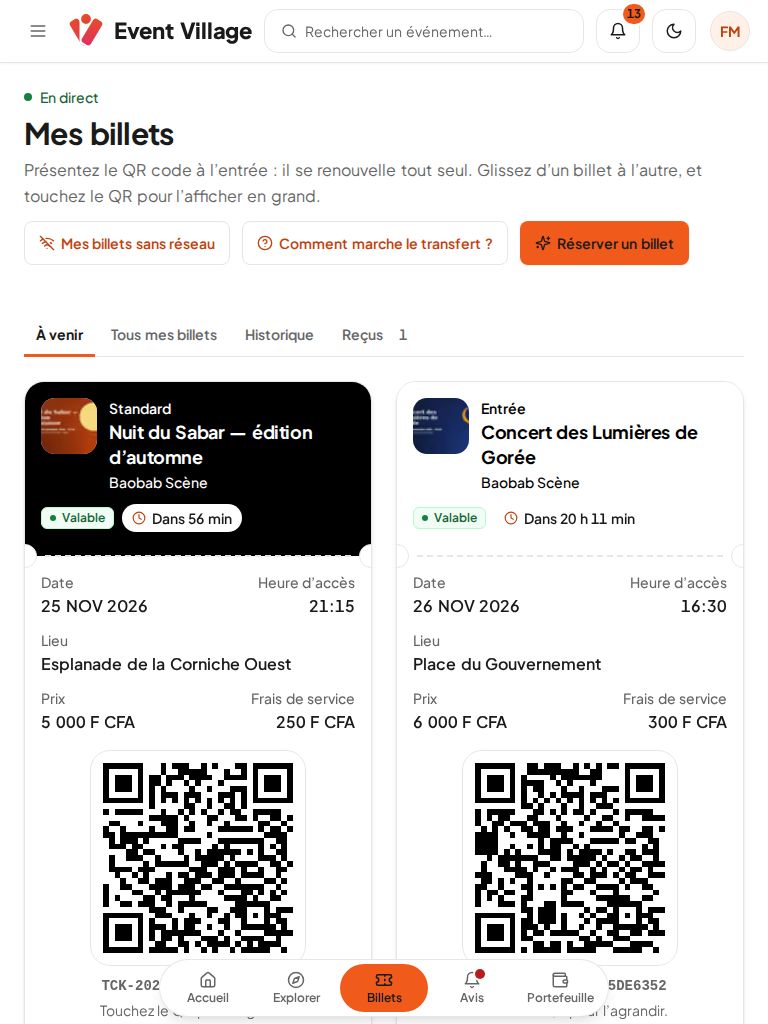 Event Village
Rechercher un événement…
13
FM
En direct
Mes billets
Présentez le QR code à l’entrée : il se renouvelle tout seul. Glissez d’un billet à l’autre, et
touchez le QR pour l’afficher en grand.
Mes billets sans réseau
Comment marche le transfert ?
Réserver un billet
À venir
Tous mes billets
Historique
Reçus 1
Standard
Nuit du Sabar — édition
d’automne
Baobab Scène
Valable
Dans 56 min
Date
Heure d’accès
25 NOV 2026
21:15
Lieu
Esplanade de la Corniche Ouest
Prix
Frais de service
5 000 F CFA
250 F CFA
Entrée
Concert des Lumières de
Gorée
Baobab Scène
Valable
Dans 20 h 11 min
Date
Heure d’accès
26 NOV 2026
16:30
Lieu
Place du Gouvernement
Prix
Frais de service
6 000 F CFA
300 F CFA
TCK-202
5DE6352
Touchez le
l’agrandir.
Accueil
Explorer
Billets
Avis
Portefeuille